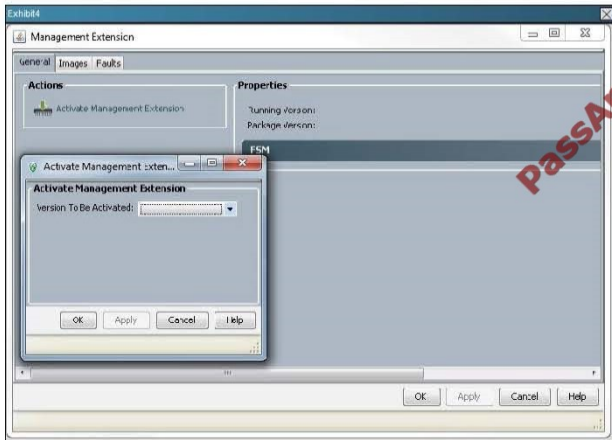 Exhibit4
Management Extension
General Images Faults
Actions
Activate Management Extension
Properties
Running Version:
Package Version:
FSM
Activate Management Exten...
Activate Management Extension
Version To Be Activated:
OK Apply Cancel Help
OK Apply Cancel Help